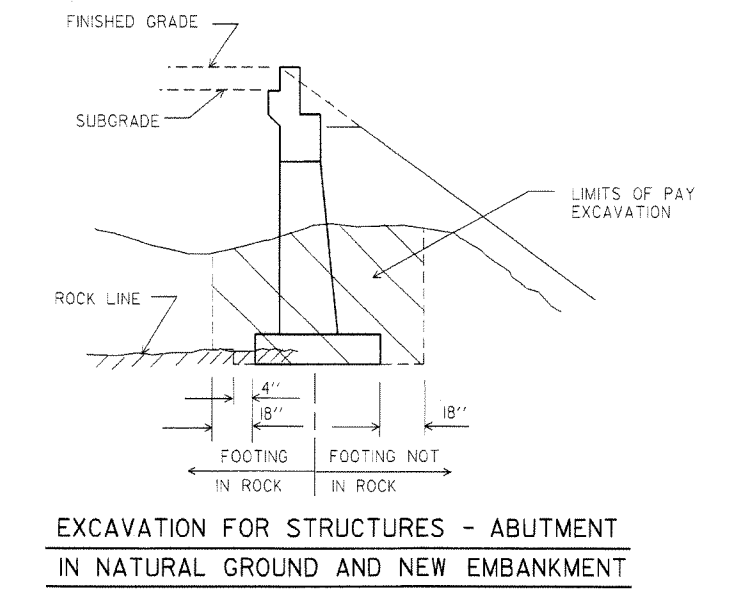 FINISHED GRADE
SUBGRADE
LIMITS OF PAY
EXCAVATION
ROCK LINE
4''
18''
18''
FOOTING
IN ROCK
FOOTING NOT
IN ROCK
EXCAVATION FOR STRUCTURES - ABUTMENT
IN NATURAL GROUND AND NEW EMBANKMENT